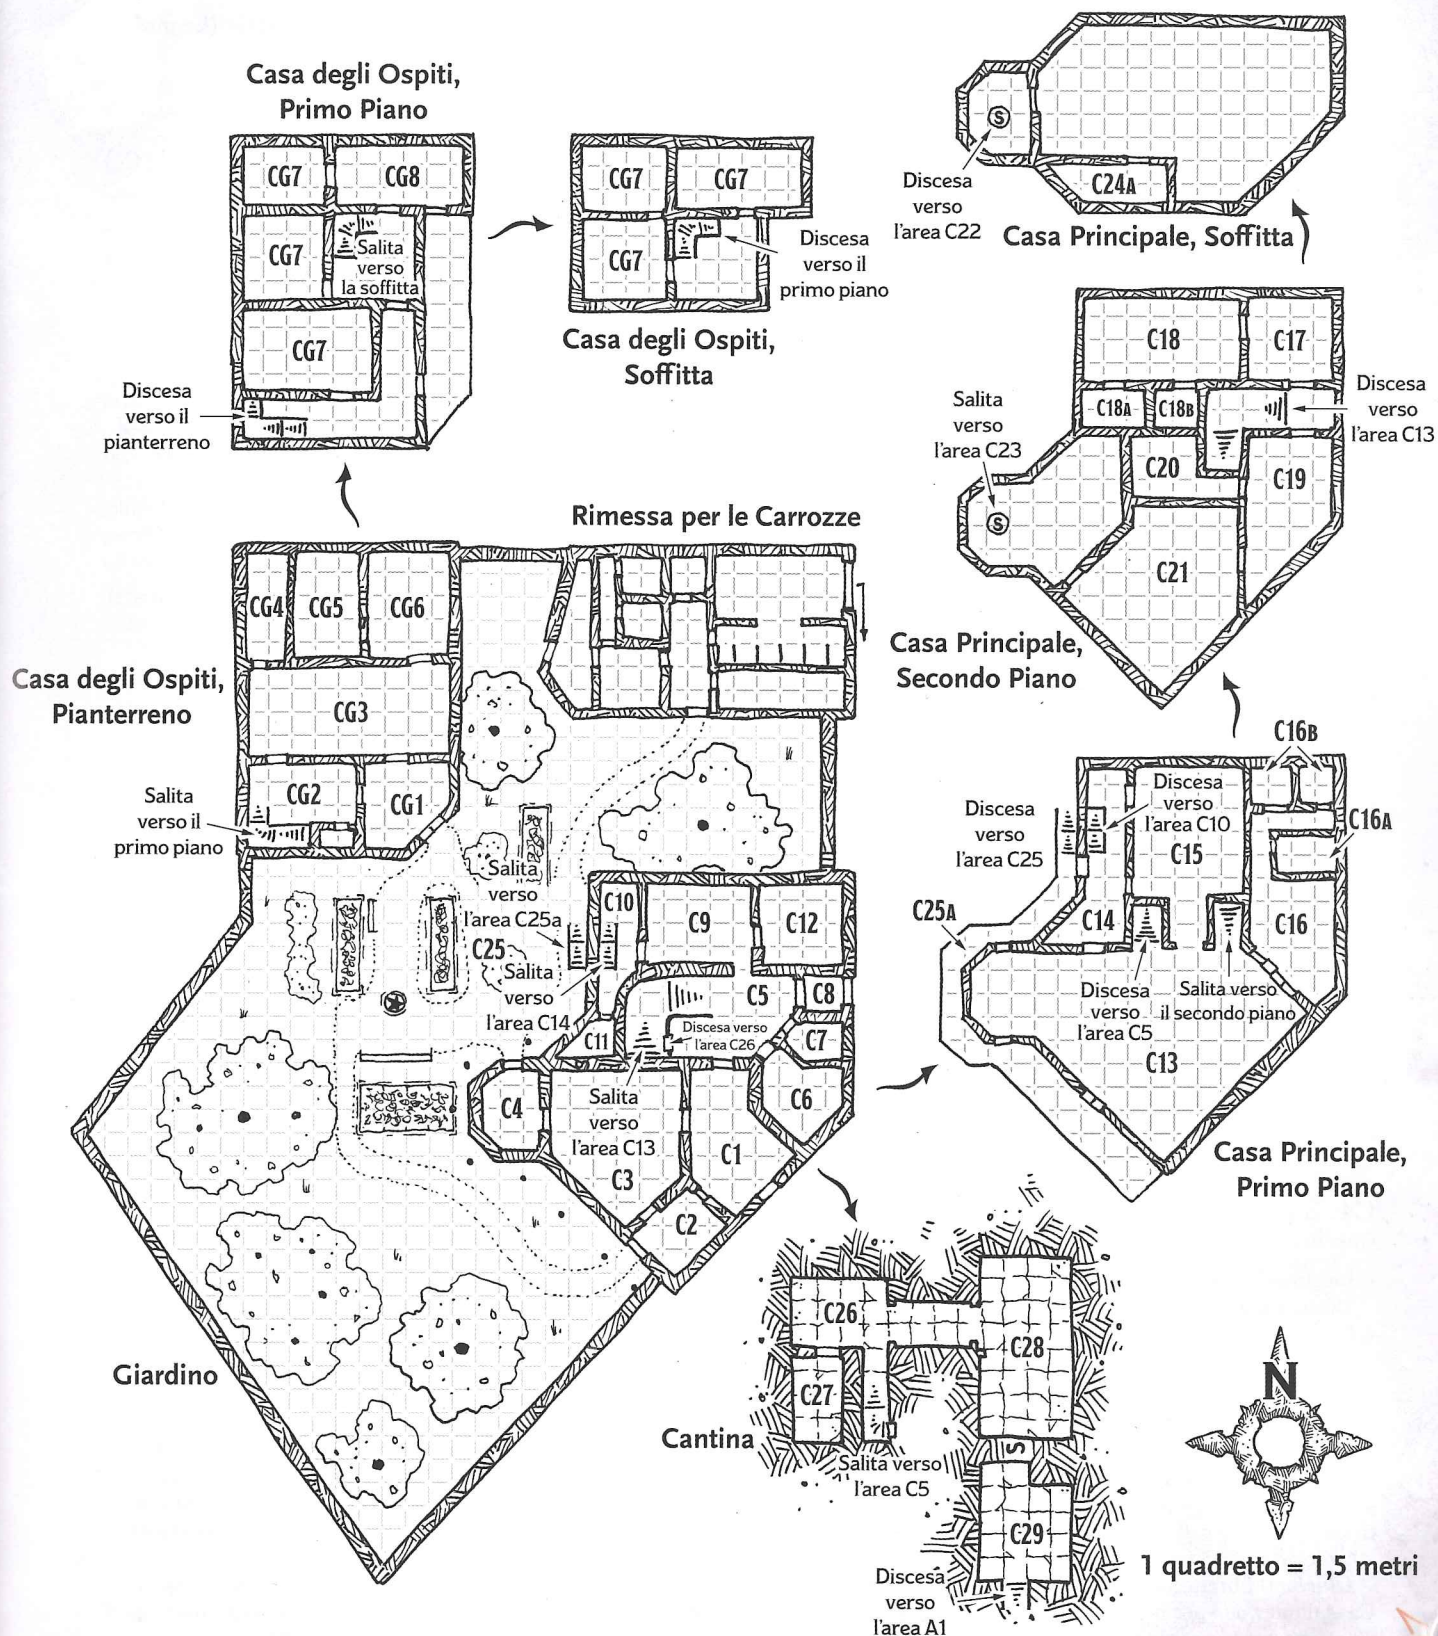 Casa degli Ospiti,
Primo Piano
CG7
CG8
CG7
Salita
verso
la soffitta
CG7
Discesa
verso il
pianterreno
CG7
CG7
CG7
Discesa
verso il
primo piano
Casa degli Ospiti,
Soffitta
S
Discesa
verso
l'area C22
C24A
Casa Principale, Soffitta
C18
C17
C18A
C18B
Discesa
verso
l'area C13
Salita
verso
l'area C23
S
C20
C19
C21
Casa Principale,
Secondo Piano
Rimessa per le Carrozze
CG4
CG5
CG6
Casa degli Ospiti,
Pianterreno
CG3
CG2
CG1
Salita
verso il
primo piano
Salita
verso
l'area C25a
C25
Salita
verso
l'area C14
C10
C9
C12
C5
C8
C11
Discesa verso
l'area C26
C7
C6
C4
Salita
verso
l'area C13
C3
C1
C2
Giardino
C16B
Discesa
verso
l'area C25
Discesa
verso
l'area C10
C15
C16A
C25A
C14
C16
Discesa
verso
l'area C5
Salita verso
il secondo piano
C13
Casa Principale,
Primo Piano
C26
C28
C27
Cantina
Salita verso
l'area C5
S
C29
Discesa
verso
l'area A1
N
1 quadretto = 1,5 metri